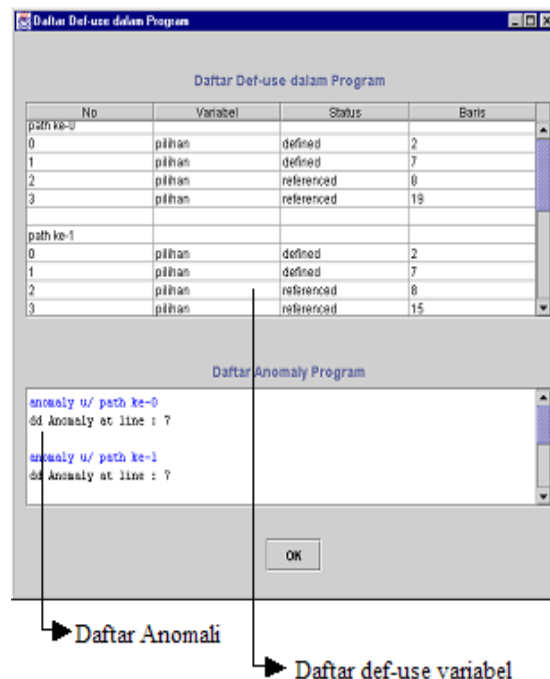 Daftar Def-use dalam Program
Daftar Def-use dalam Program
No Variabel Status Baris
path ke-0
0 pilihan defined 2
1 pilihan defined 7
2 pilihan referenced 8
3 pilihan referenced 19
path ke-1
0 pilihan defined 2
1 pilihan defined 7
2 pilihan referenced 8
3 pilihan referenced 15
Daftar Anomaly Program
anomaly u/ path ke-0
dd Anomaly at line : 7
anomaly u/ path ke-1
dd Anomaly at line : 7
OK
Daftar Anomali
Daftar def-use variabel